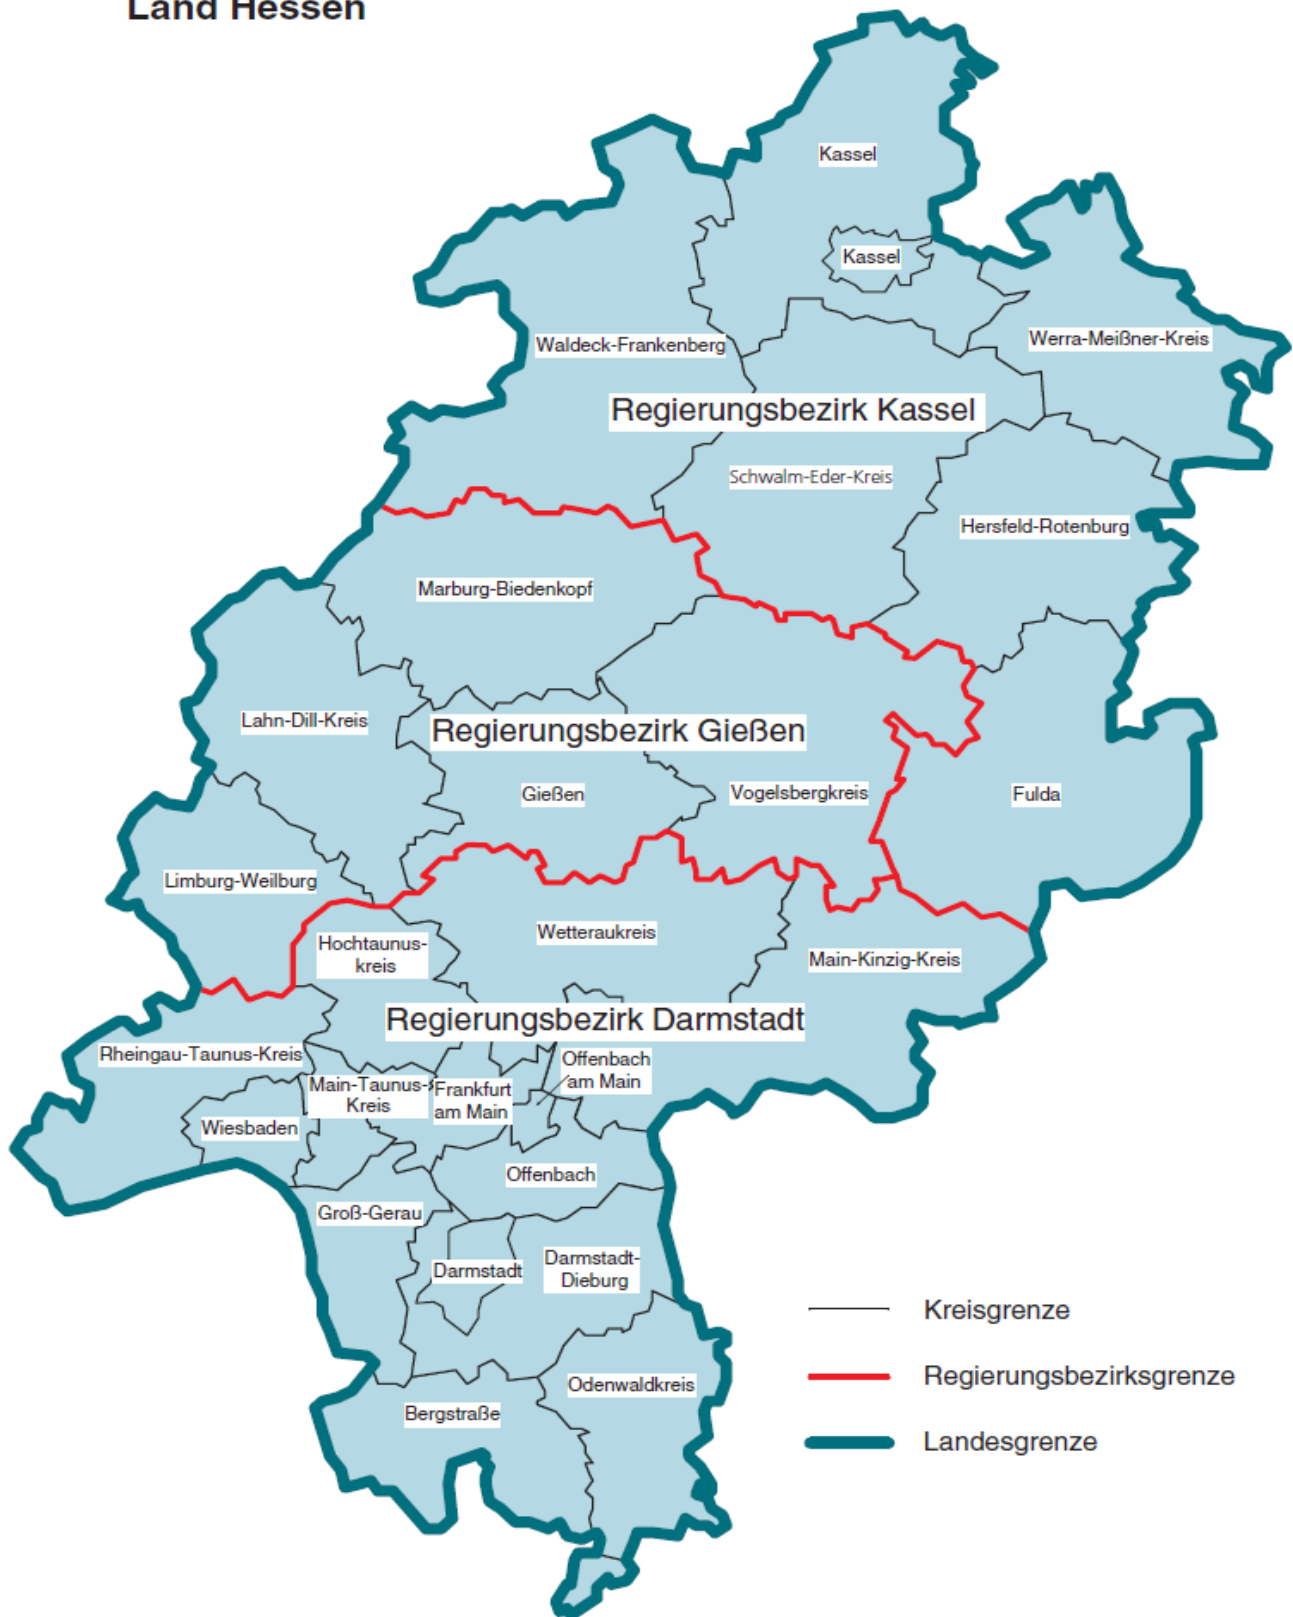 Land Hessen
Kassel
Kassel
Waldeck-Frankenberg
Werra-Meißner-Kreis
Regierungsbezirk Kassel
Schwalm-Eder-Kreis
Hersfeld-Rotenburg
Marburg-Biedenkopf
Lahn-Dill-Kreis
Regierungsbezirk Gießen
Gießen
Vogelsbergkreis
Fulda
Limburg-Weilburg
Wetteraukreis
Hochtaunus-
kreis
Main-Kinzig-Kreis
Regierungsbezirk Darmstadt
Rheingau-Taunus-Kreis
Offenbach
am Main
Main-Taunus-
Kreis
Frankfurt
am Main
Wiesbaden
Offenbach
Groß-Gerau
Darmstadt
Darmstadt-
Dieburg
Odenwaldkreis
Bergstraße
Kreisgrenze
Regierungsbezirksgrenze
Landesgrenze